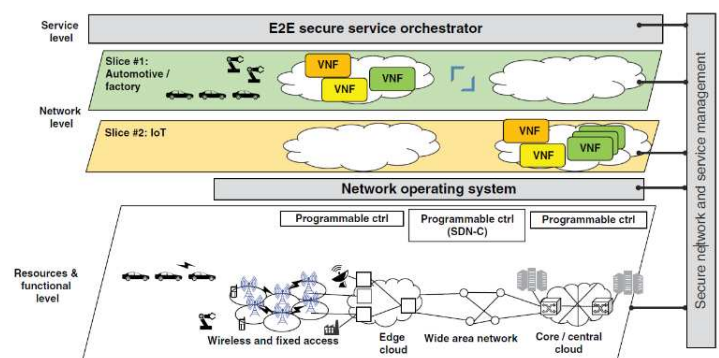 Service
level
E2E secure service orchestrator
Slice #1:
Automotive /
factory
VNF
VNF
VNF
Network
level
Slice #2: IoT
VNF
VNF
VNF
Network operating system
Programmable ctrl
Programmable ctrl
(SDN-C)
Programmable ctrl
Resources &
functional
level
Wireless and fixed access
Edge
cloud
Wide area network
Core / central
cloud
Secure network and service management